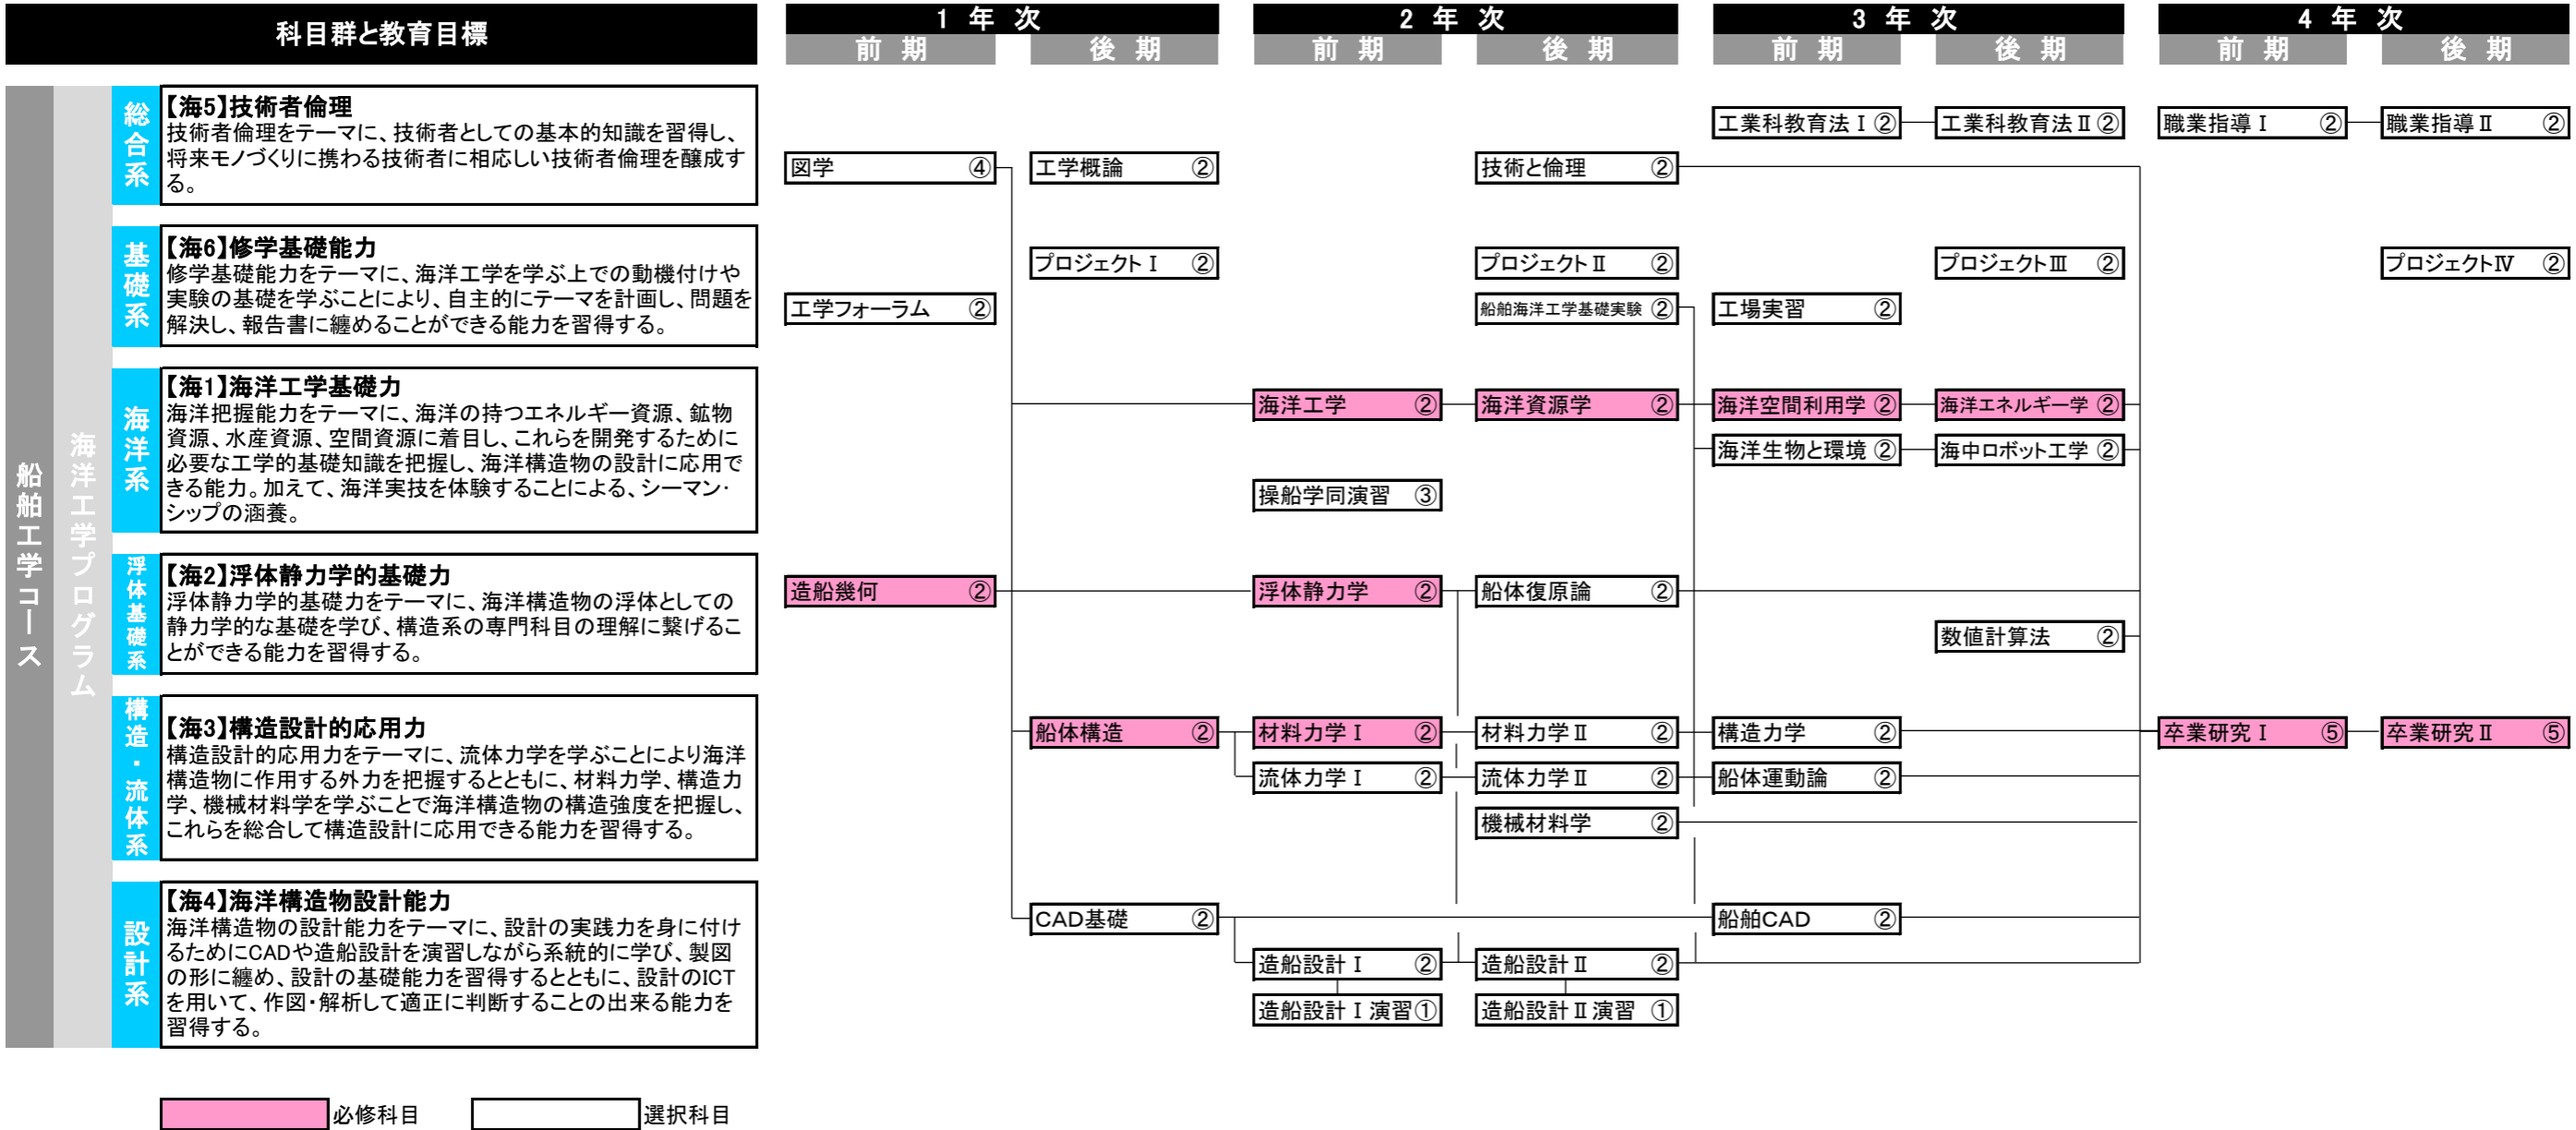 科目群と教育目標
1 年 次
2 年 次
3 年 次
4 年 次
前 期
後 期
前 期
後 期
前 期
後 期
前 期
後 期
船舶工学コース
海洋工学プログラム
総合系
【海5】技術者倫理
技術者倫理をテーマに、技術者としての基本的知識を習得し、
将来モノづくりに携わる技術者に相応しい技術者倫理を醸成す
る。
工業科教育法Ⅰ ②
工業科教育法Ⅱ ②
職業指導Ⅰ ②
職業指導Ⅱ ②
図学 ④
工学概論 ②
技術と倫理 ②
基礎系
【海6】修学基礎能力
修学基礎能力をテーマに、海洋工学を学ぶ上での動機付けや
実験の基礎を学ぶことにより、自主的にテーマを計画し、問題を
解決し、報告書に纏めることができる能力を習得する。
プロジェクトⅠ ②
プロジェクトⅡ ②
プロジェクトⅢ ②
プロジェクトⅣ ②
工学フォーラム ②
船舶海洋工学基礎実験 ②
工場実習 ②
海洋系
【海1】海洋工学基礎力
海洋把握能力をテーマに、海洋の持つエネルギー資源、鉱物
資源、水産資源、空間資源に着目し、これらを開発するために
必要な工学的基礎知識を把握し、海洋構造物の設計に応用で
きる能力。加えて、海洋実技を体験することによる、シーマン・
シップの涵養。
海洋工学 ②
海洋資源学 ②
海洋空間利用学 ②
海洋エネルギー学 ②
海洋生物と環境 ②
海中ロボット工学 ②
操船学同演習 ③
浮体基礎系
【海2】浮体静力学的基礎力
浮体静力学的基礎力をテーマに、海洋構造物の浮体としての
静力学的な基礎を学び、構造系の専門科目の理解に繋げるこ
とができる能力を習得する。
造船幾何 ②
浮体静力学 ②
船体復原論 ②
数値計算法 ②
構造・流体系
【海3】構造設計的応用力
構造設計的応用力をテーマに、流体力学を学ぶことにより海洋
構造物に作用する外力を把握するとともに、材料力学、構造力
学、機械材料学を学ぶことで海洋構造物の構造強度を把握し、
これらを総合して構造設計に応用できる能力を習得する。
船体構造 ②
材料力学Ⅰ ②
材料力学Ⅱ ②
構造力学 ②
卒業研究Ⅰ ⑤
卒業研究Ⅱ ⑤
流体力学Ⅰ ②
流体力学Ⅱ ②
船体運動論 ②
機械材料学 ②
設計系
【海4】海洋構造物設計能力
海洋構造物の設計能力をテーマに、設計の実践力を身に付け
るためにCADや造船設計を演習しながら系統的に学び、製図
の形に纏め、設計の基礎能力を習得するとともに、設計のICT
を用いて、作図・解析して適正に判断することの出来る能力を
習得する。
CAD基礎 ②
船舶CAD ②
造船設計Ⅰ ②
造船設計Ⅱ ②
造船設計Ⅰ演習 ①
造船設計Ⅱ演習 ①
必修科目
選択科目